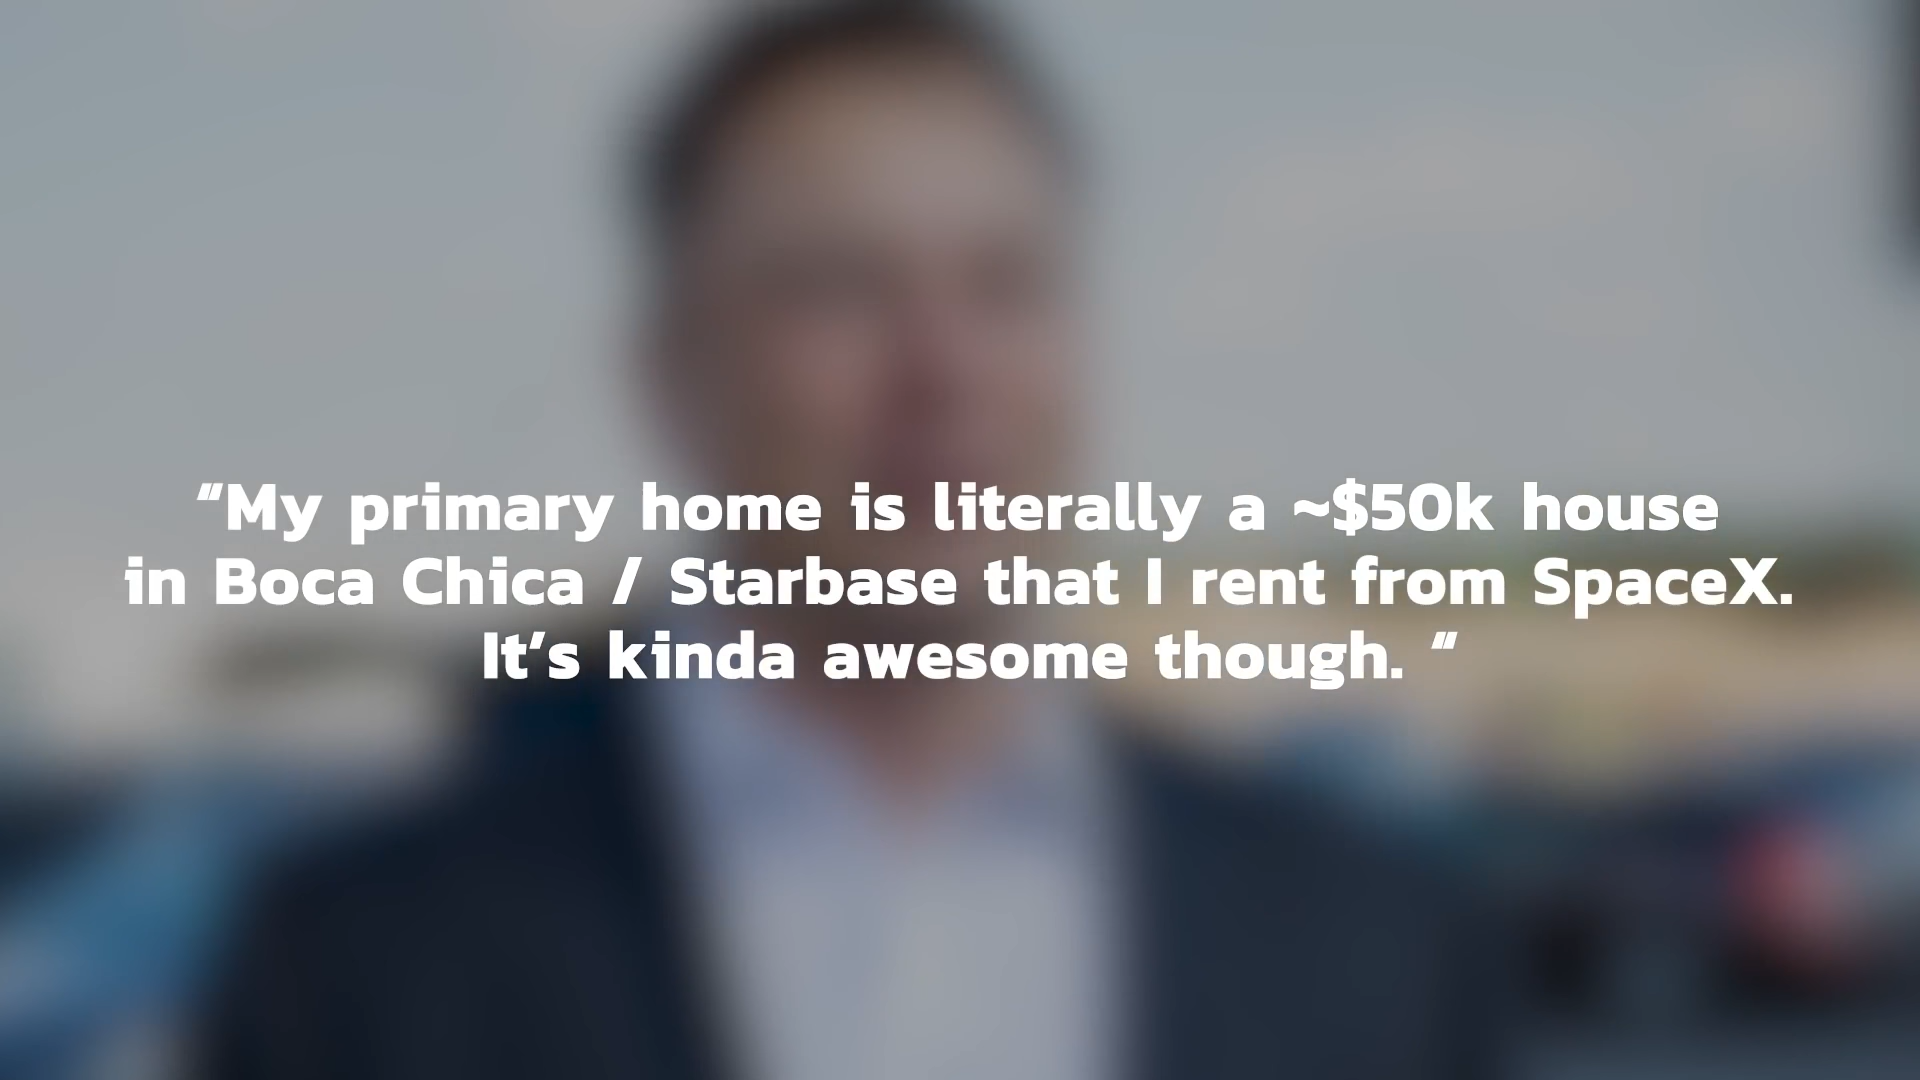 “My primary home is literally a ~$50k house
in Boca Chica / Starbase that I rent from SpaceX.
It’s kinda awesome though. “